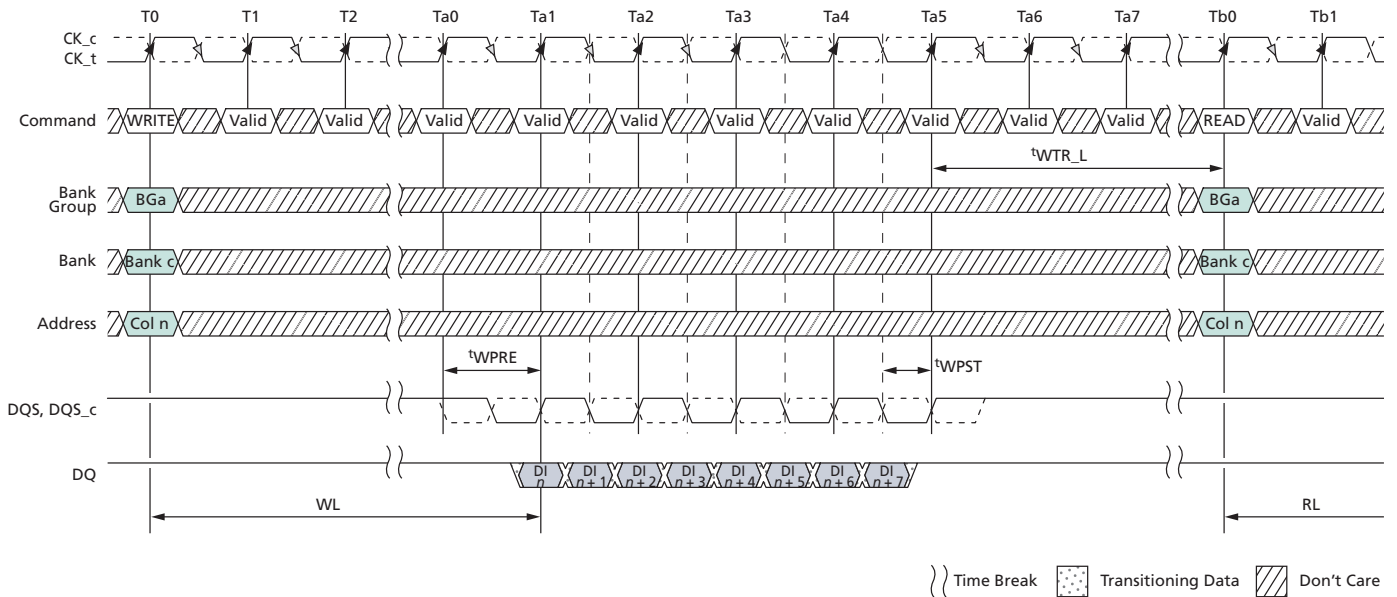 T0 T1 T2 Ta0 Ta1 Ta2 Ta3 Ta4 Ta5 Ta6 Ta7 Tb0 Tb1
CK_c
CK_t
Command WRITE Valid Valid Valid Valid Valid Valid Valid Valid Valid Valid READ Valid
tWTR_L
Bank
Group BGa BGa
Bank Bank c Bank c
Address Col n Col n
tWPRE tWPST
DQS, DQS_c
DQ DI n DI n + 1 DI n + 2 DI n + 3 DI n + 4 DI n + 5 DI n + 6 DI n + 7
WL RL
Time Break Transitioning Data Don't Care